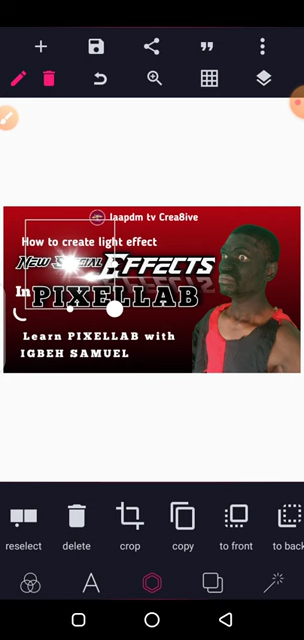 laapdm tv Crea8ive
How to create light effect
New Special Effects
In PIXELLAB
Learn PIXELLAB with
IGBEH SAMUEL
reselect delete crop copy to front to back
A